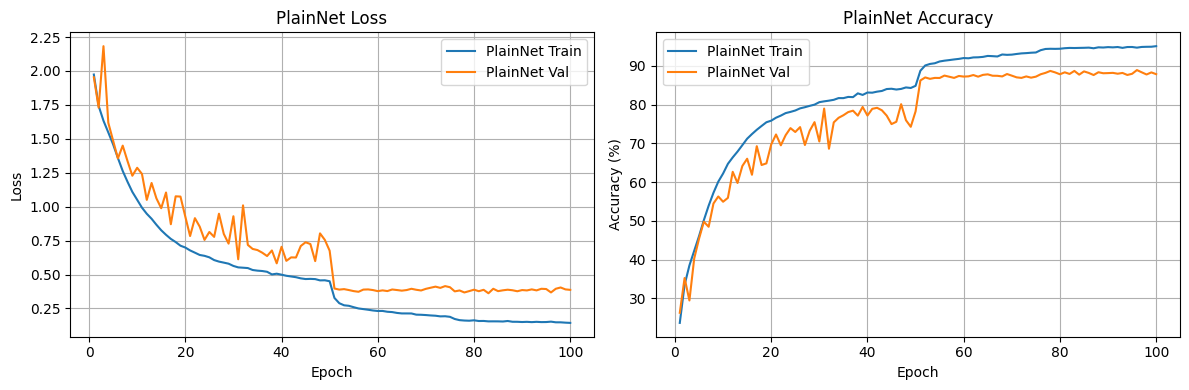 PlainNet Loss
2.25
2.00
1.75
1.50
1.25
1.00
0.75
0.50
0.25
Loss
PlainNet Train
PlainNet Val
0
20
40
60
80
100
Epoch
PlainNet Accuracy
90
80
70
60
50
40
30
Accuracy (%)
PlainNet Train
PlainNet Val
0
20
40
60
80
100
Epoch